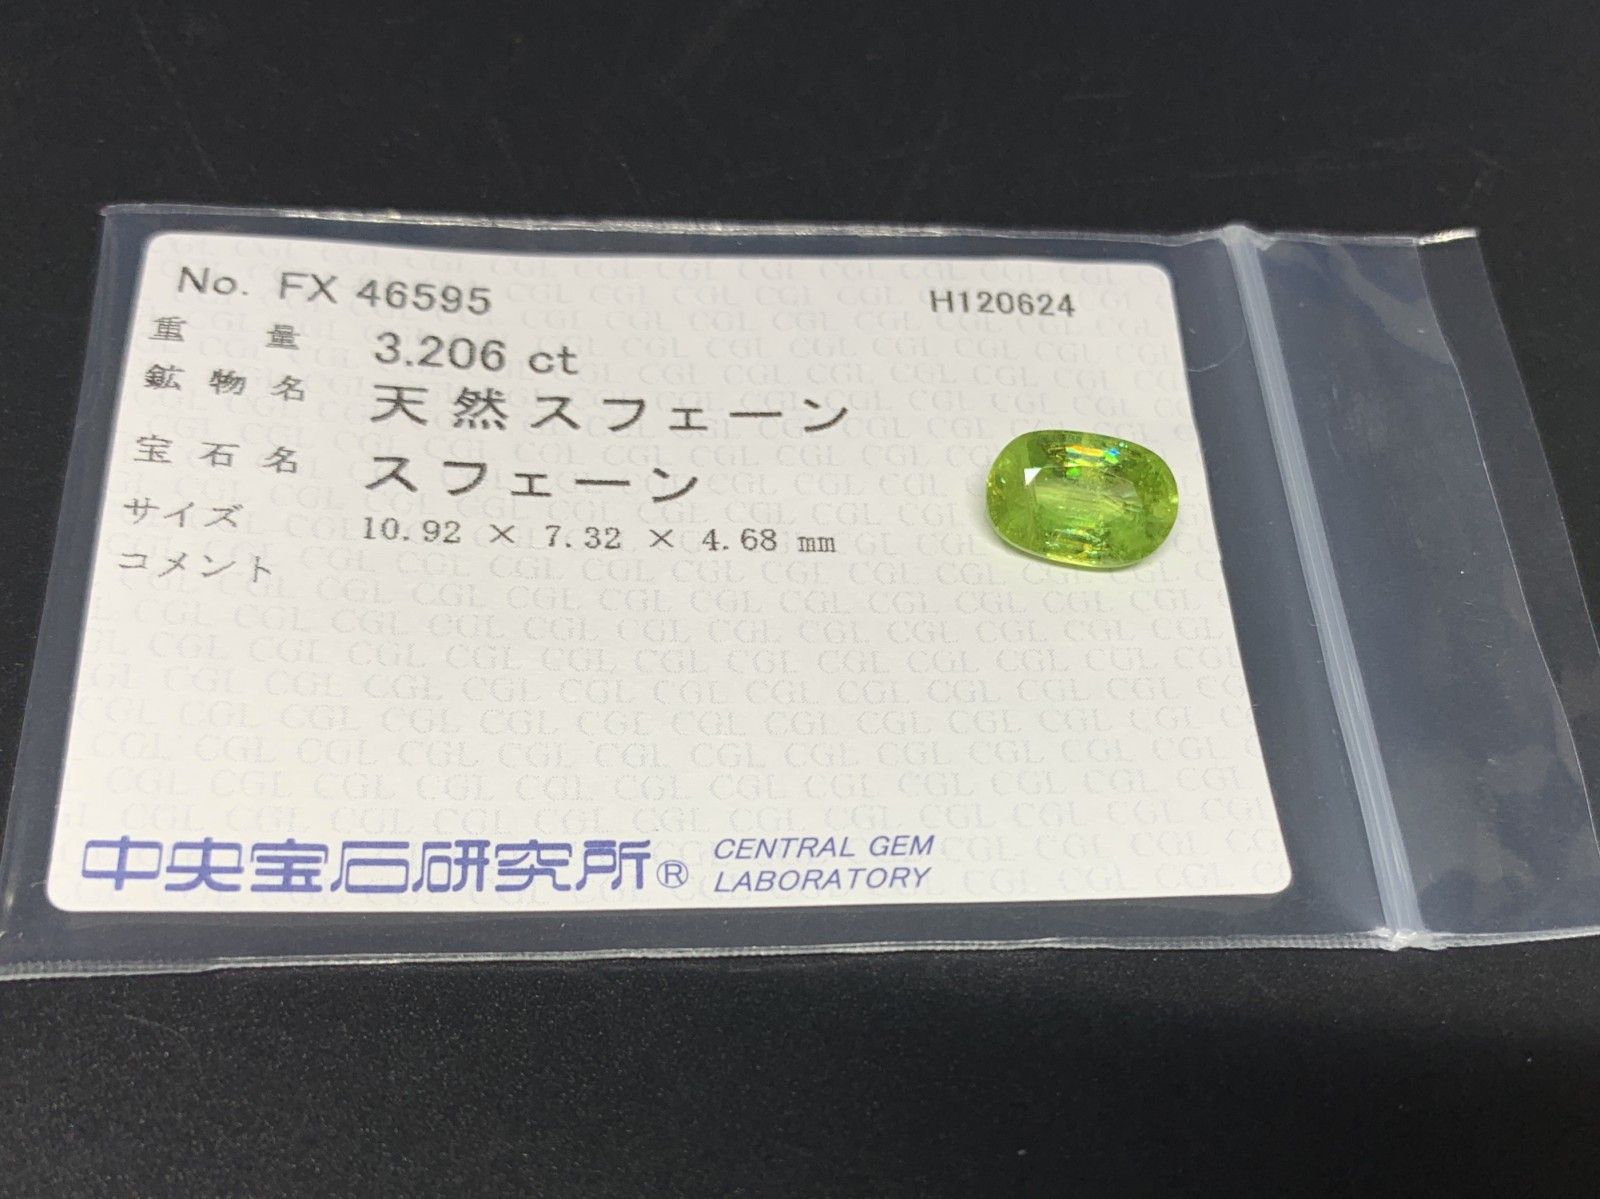 No. FX 46595
H120624
重量 3.206 ct
鉱物名 天然スフェーン
宝石名 スフェーン
サイズ 10.92 × 7.32 × 4.68 mm
コメント
中央宝石研究所® CENTRAL GEM
LABORATORY